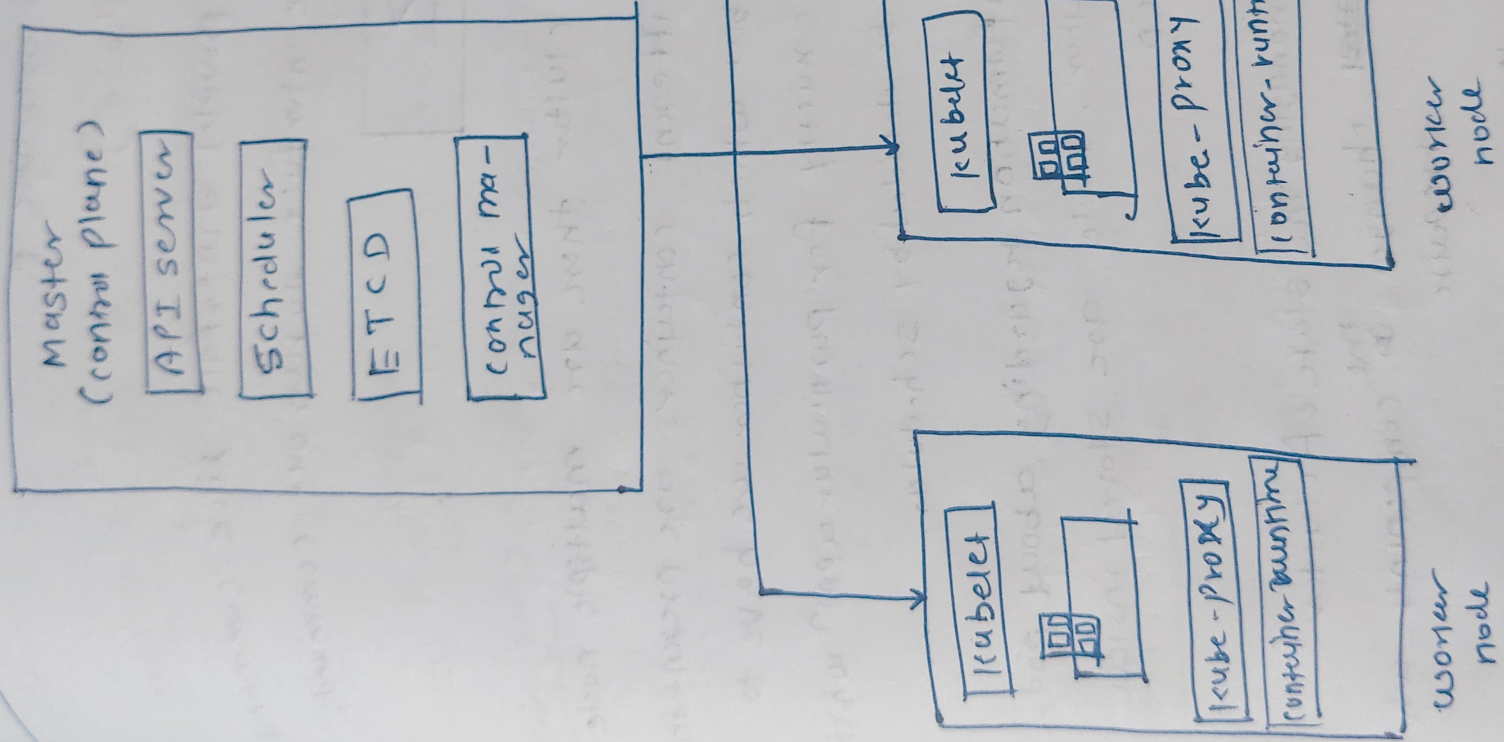 Master
(control plane)
API server
Scheduler
ETCD
control ma-
nager
kubelet
kube-proxy
container runtime
worker
node
kubelet
kube-proxy
container-runt
worker
node